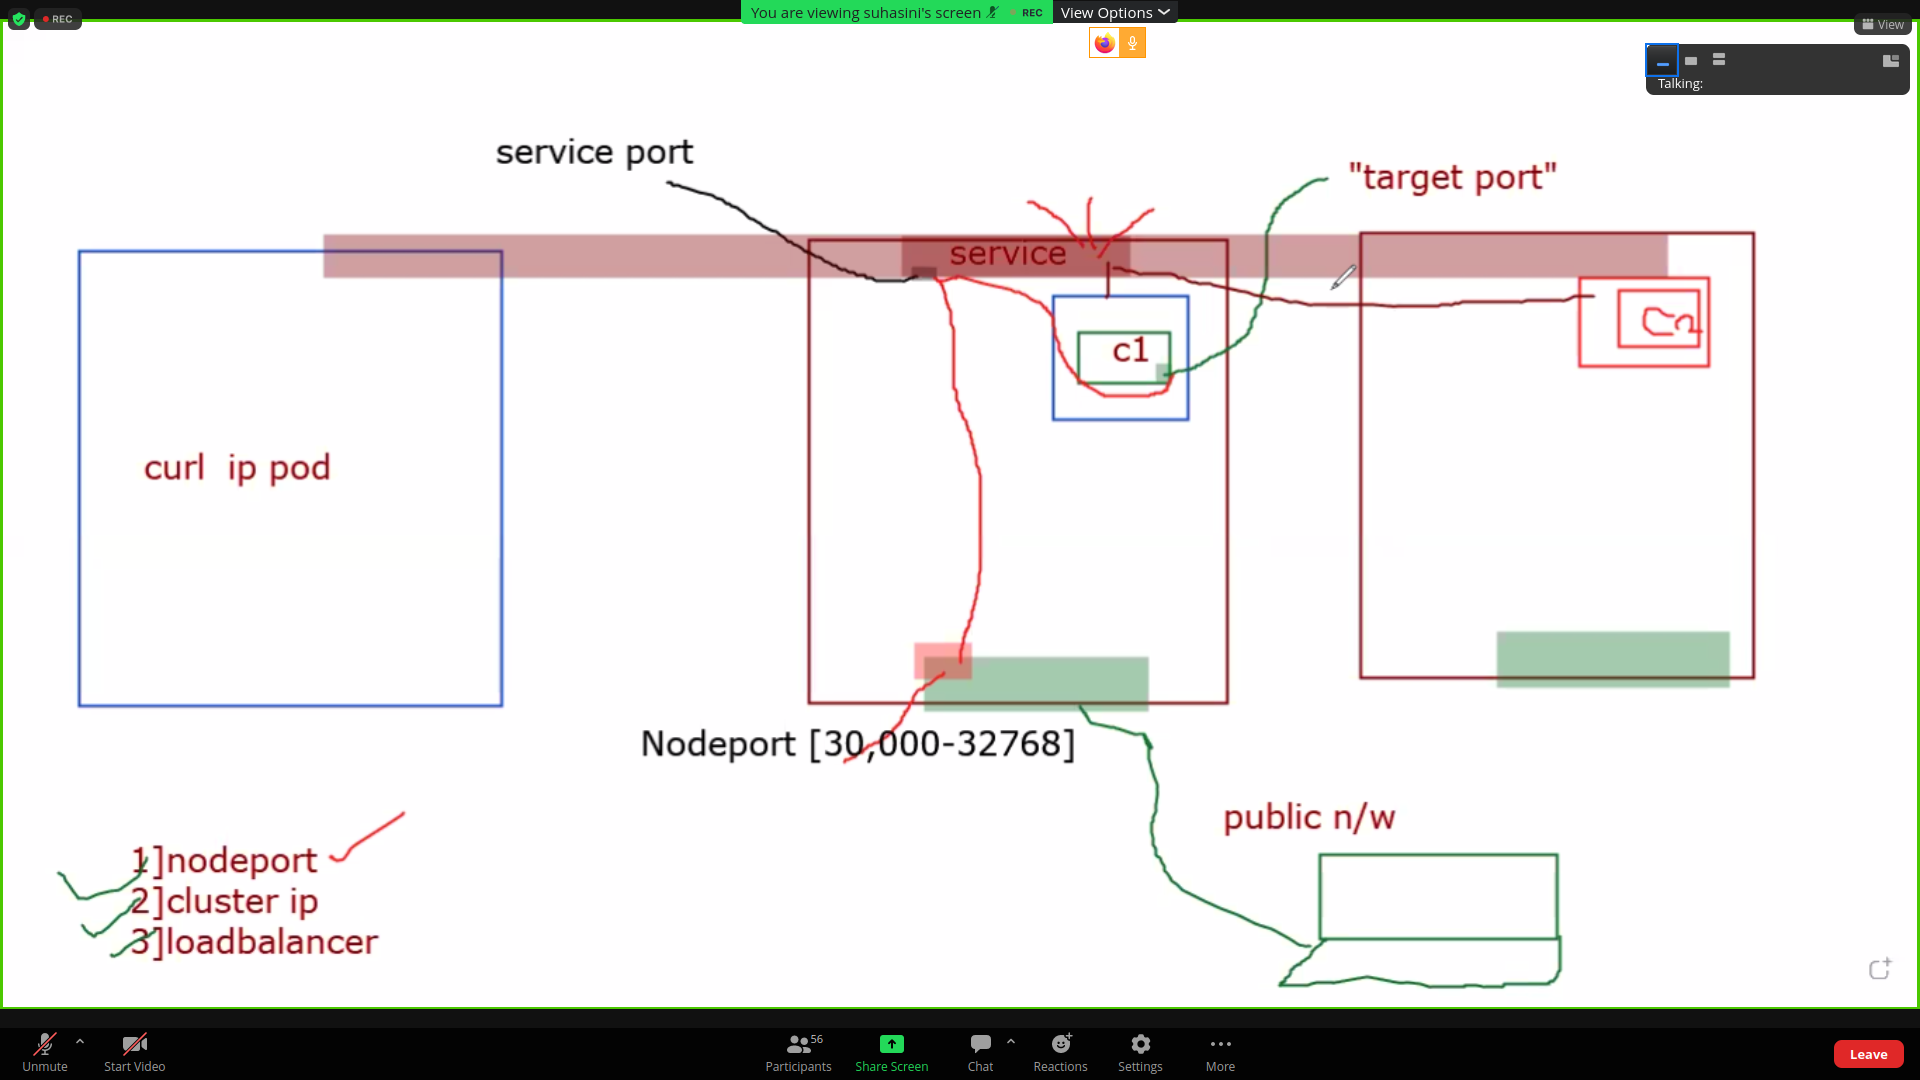 REC
You are viewing suhasini's screen
REC
View Options
View
Talking:
service port
"target port"
service
c1
C2
curl ip pod
Nodeport [30,000-32768]
public n/w
1]nodeport
2]cluster ip
3]loadbalancer
Unmute
Start Video
Participants
56
Share Screen
Chat
Reactions
Settings
More
Leave